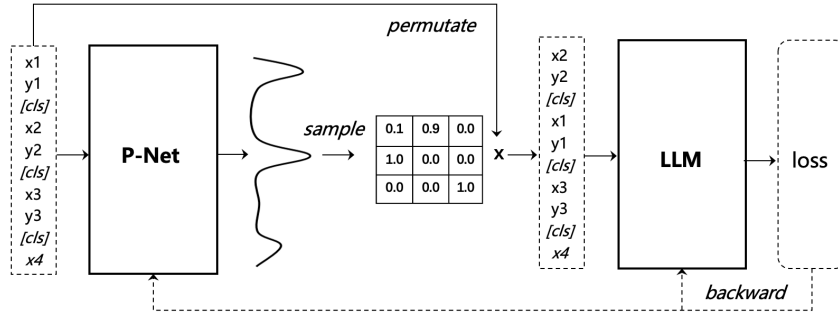 permutate
x1
y1
[cls]
x2
y2
[cls]
x3
y3
[cls]
x4
P-Net
sample
0.1 0.9 0.0
1.0 0.0 0.0
0.0 0.0 1.0
x
x2
y2
[cls]
x1
y1
[cls]
x3
y3
[cls]
x4
LLM
loss
backward